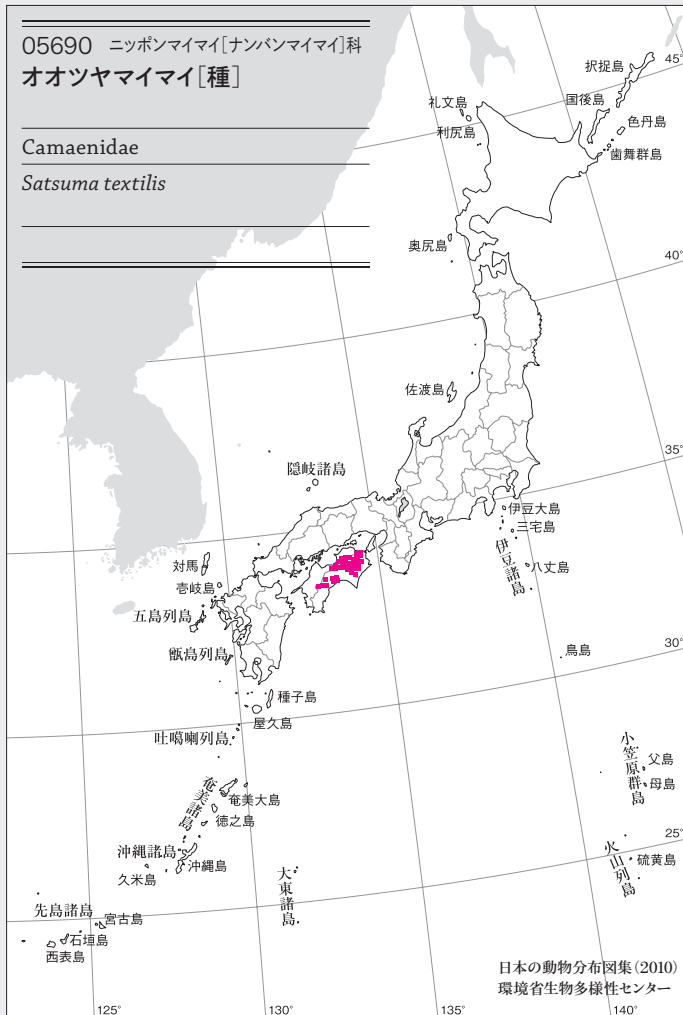 05690 ニッポンマイマイ[ナンバンマイマイ]科
オオツヤマイマイ[種]
Camaenidae
Satsuma textilis
択捉島
45°
国後島
礼文島
色丹島
利尻島
歯舞群島
奥尻島
40°
佐渡島
35°
隠岐諸島
伊豆大島
三宅島
対馬
伊豆諸島
八丈島
壱岐島
五島列島
甑島列島
鳥島
30°
種子島
屋久島
吐噶喇列島
小笠原群島
父島
母島
奄美諸島
奄美大島
徳之島
25°
沖縄諸島
沖縄島
火山列島
硫黄島
久米島
大東諸島
先島諸島
宮古島
石垣島
西表島
日本の動物分布図集(2010)
環境省生物多様性センター
125°
130°
135°
140°